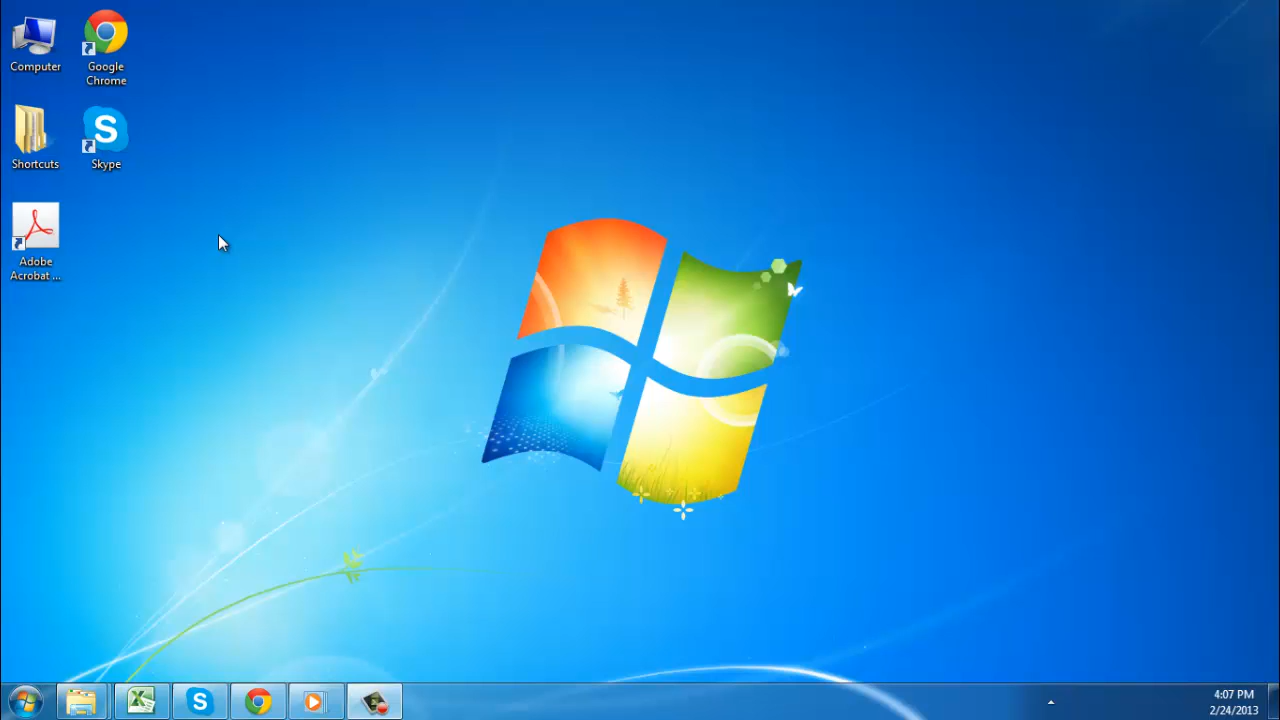 Computer
Google
Chrome
Shortcuts
Skype
Adobe
Acrobat ...
4:07 PM
2/24/2013